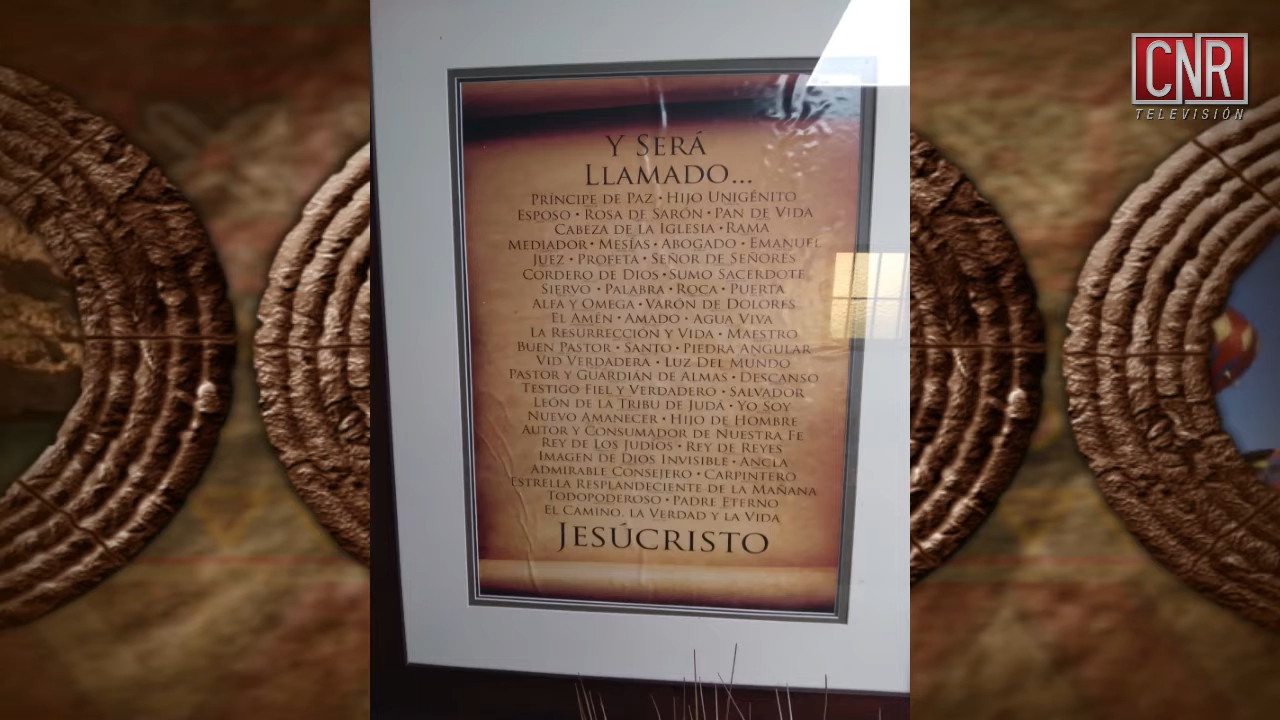 CNR
TELEVISIÓN
Y SERÁ
LLAMADO...
PRÍNCIPE DE PAZ • HIJO UNIGÉNITO
ESPOSO • ROSA DE SARÓN • PAN DE VIDA
CABEZA DE LA IGLESIA • RAMA
MEDIADOR • MESÍAS • ABOGADO • EMANUEL
JUEZ • PROFETA • SEÑOR DE SEÑORES
CORDERO DE DIOS • SUMO SACERDOTE
SIERVO • PALABRA • ROCA • PUERTA
ALFA Y OMEGA • VARÓN DE DOLORES
EL AMÉN • AMADO • AGUA VIVA
LA RESURRECCIÓN Y VIDA • MAESTRO
BUEN PASTOR • SANTO • PIEDRA ANGULAR
VID VERDADERA • LUZ DEL MUNDO
PASTOR Y GUARDIÁN DE ALMAS • DESCANSO
TESTIGO FIEL Y VERDADERO • SALVADOR
LEÓN DE LA TRIBU DE JUDÁ • YO SOY
NUEVO AMANECER • HIJO DE HOMBRE
AUTOR Y CONSUMADOR DE NUESTRA FE
REY DE LOS JUDÍOS • REY DE REYES
IMAGEN DE DIOS INVISIBLE • ANCLA
ADMIRABLE CONSEJERO • CARPINTERO
ESTRELLA RESPLANDECIENTE DE LA MAÑANA
TODOPODEROSO • PADRE ETERNO
EL CAMINO, LA VERDAD Y LA VIDA
JESÚCRISTO